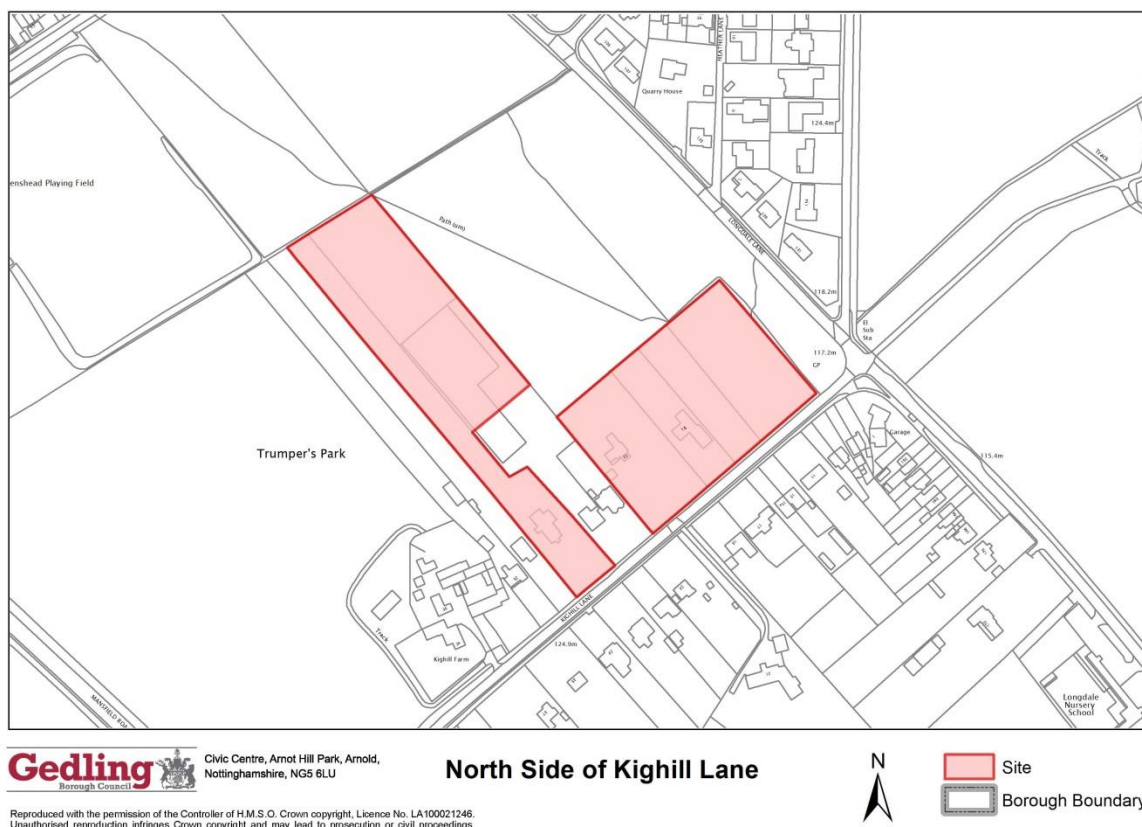 HEATHER LANE
Quarry House
124.4m
Track
enshead Playing Field
Path (um)
LONGDALE LANE
118.2m
El
Sub
Sta
117.2m
GP
Garage
Trumper's Park
115.4m
Track
KIGHILL LANE
124.9m
Kighill Farm
Longdale
Nursery
School
MANSFIELD ROA
Gedling
Borough Council
Civic Centre, Arnot Hill Park, Arnold,
Nottinghamshire, NG5 6LU
North Side of Kighill Lane
N
Site
Borough Boundary
Reproduced with the permission of the Controller of H.M.S.O. Crown copyright, Licence No. LA100021246.
Unauthorised reproduction infringes Crown copyright and may lead to prosecution or civil proceedings